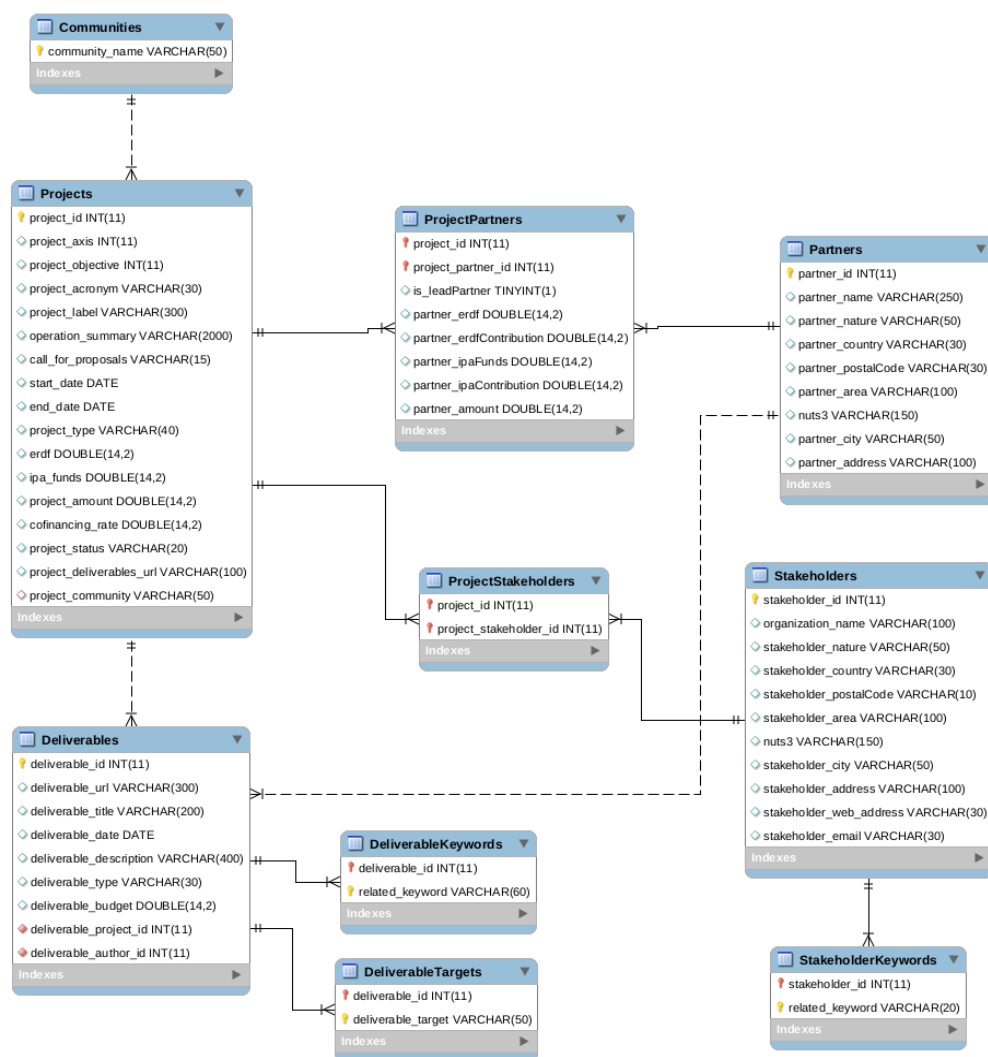 Communities
community_name VARCHAR(50)
Indexes
Projects
project_id INT(11)
project_axis INT(11)
project_objective INT(11)
project_acronym VARCHAR(30)
project_label VARCHAR(300)
operation_summary VARCHAR(2000)
call_for_proposals VARCHAR(15)
start_date DATE
end_date DATE
project_type VARCHAR(40)
erdf DOUBLE(14,2)
ipa_funds DOUBLE(14,2)
project_amount DOUBLE(14,2)
cofinancing_rate DOUBLE(14,2)
project_status VARCHAR(20)
project_deliverables_url VARCHAR(100)
project_community VARCHAR(50)
Indexes
ProjectPartners
project_id INT(11)
project_partner_id INT(11)
is_leadPartner TINYINT(1)
partner_erdf DOUBLE(14,2)
partner_erdfContribution DOUBLE(14,2)
partner_ipaFunds DOUBLE(14,2)
partner_ipaContribution DOUBLE(14,2)
partner_amount DOUBLE(14,2)
Indexes
Partners
partner_id INT(11)
partner_name VARCHAR(250)
partner_nature VARCHAR(50)
partner_country VARCHAR(30)
partner_postalCode VARCHAR(30)
partner_area VARCHAR(100)
nuts3 VARCHAR(150)
partner_city VARCHAR(50)
partner_address VARCHAR(100)
Indexes
ProjectStakeholders
project_id INT(11)
project_stakeholder_id INT(11)
Indexes
Stakeholders
stakeholder_id INT(11)
organization_name VARCHAR(100)
stakeholder_nature VARCHAR(50)
stakeholder_country VARCHAR(30)
stakeholder_postalCode VARCHAR(10)
stakeholder_area VARCHAR(100)
nuts3 VARCHAR(150)
stakeholder_city VARCHAR(50)
stakeholder_address VARCHAR(100)
stakeholder_web_address VARCHAR(30)
stakeholder_email VARCHAR(30)
Indexes
Deliverables
deliverable_id INT(11)
deliverable_url VARCHAR(300)
deliverable_title VARCHAR(200)
deliverable_date DATE
deliverable_description VARCHAR(400)
deliverable_type VARCHAR(30)
deliverable_budget DOUBLE(14,2)
deliverable_project_id INT(11)
deliverable_author_id INT(11)
Indexes
DeliverableKeywords
deliverable_id INT(11)
related_keyword VARCHAR(60)
Indexes
DeliverableTargets
deliverable_id INT(11)
deliverable_target VARCHAR(50)
Indexes
StakeholderKeywords
stakeholder_id INT(11)
related_keyword VARCHAR(20)
Indexes